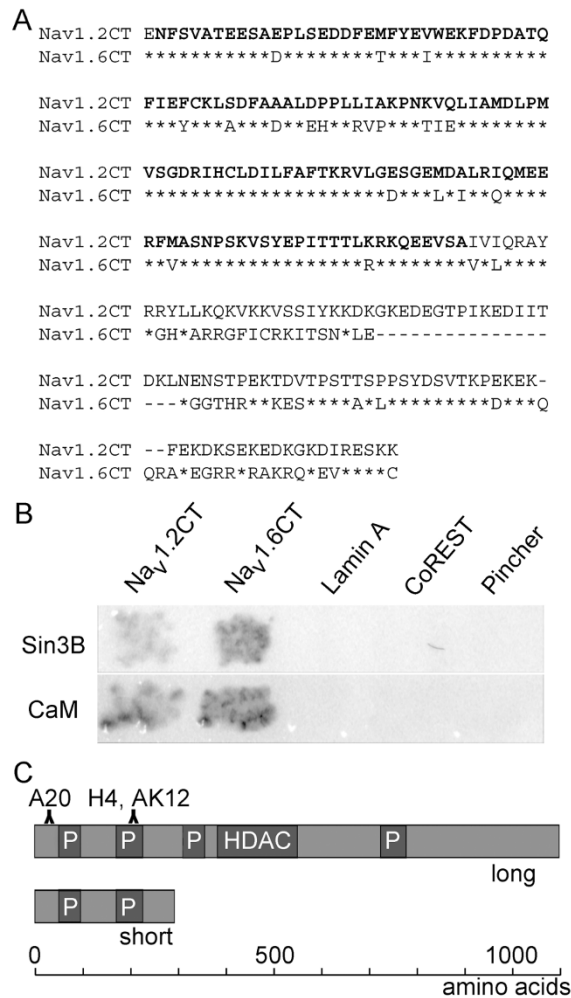 A
Nav1.2CT ENFSVATEESAEPLSEDDFEMFYEVWEKFDPDATQ
Nav1.6CT ***********D*******T***I***********
Nav1.2CT FIEFCKLSDFAAALDPPLLIAKPNKVQLIAMDLPM
Nav1.6CT ***Y***A***D**EH**RVP***TIE********
Nav1.2CT VSGDRIHCLDILFAFTKRVLGESGEMDALRIQMEE
Nav1.6CT *********************D***L*I**Q****
Nav1.2CT RFMASNPSKVSYEPITTTLKRKQEEVSAIVIQRAY
Nav1.6CT **V*****************R********V*L***
Nav1.2CT RRYLLKQKVKKVSSIYKKDKGKEDEGTPIKEDIIT
Nav1.6CT *GH*ARRGFICRKITSN*LE---------------
Nav1.2CT DKLNENSTPEKTDVTPSTTSPPSYDSVTKPEKEK-
Nav1.6CT ---*GGTHR**KES*****A*L********D***Q
Nav1.2CT --FEKDKSEKEDKGKDIRESKK
Nav1.6CT QRA*EGRR*RAKRQ*EV****C
B
NaV1.2CT NaV1.6CT Lamin A CoREST Pincher
Sin3B
CaM
C
A20 H4, AK12
P P P HDAC P
long
P P
short
0 500 1000
amino acids